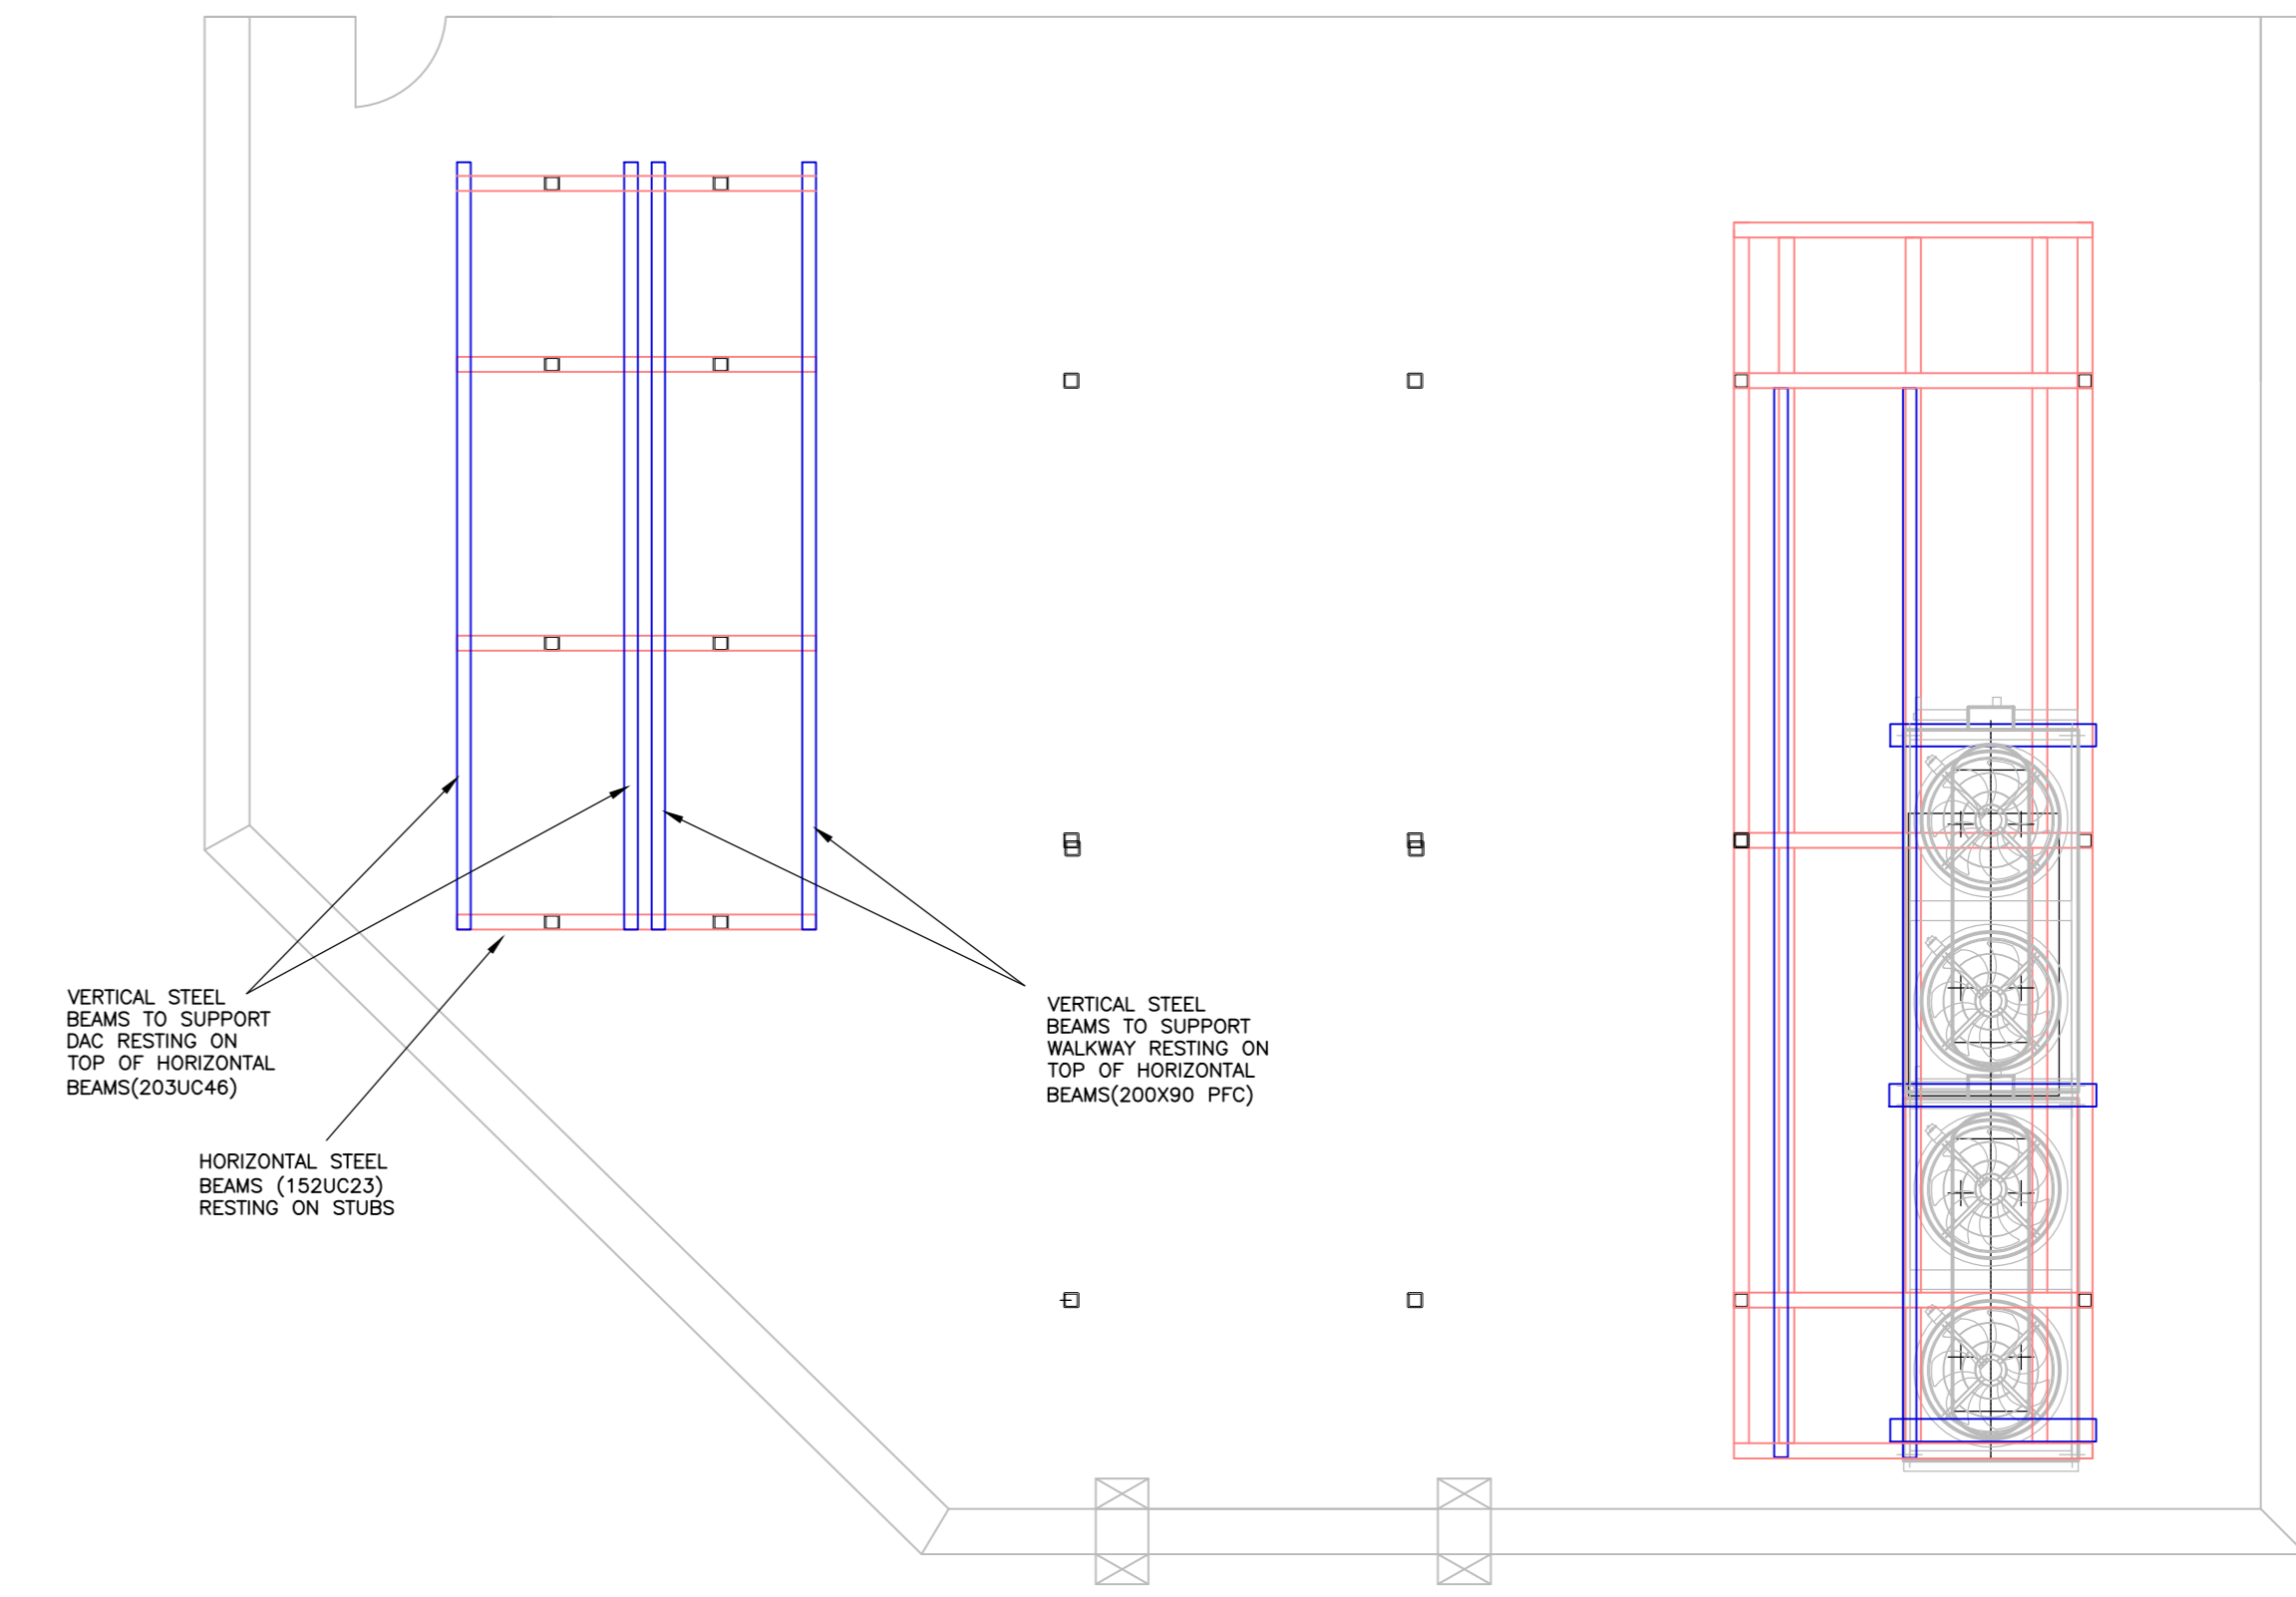 VERTICAL STEEL
BEAMS TO SUPPORT
DAC RESTING ON
TOP OF HORIZONTAL
BEAMS(203UC46)
HORIZONTAL STEEL
BEAMS (152UC23)
RESTING ON STUBS
VERTICAL STEEL
BEAMS TO SUPPORT
WALKWAY RESTING ON
TOP OF HORIZONTAL
BEAMS(200X90 PFC)